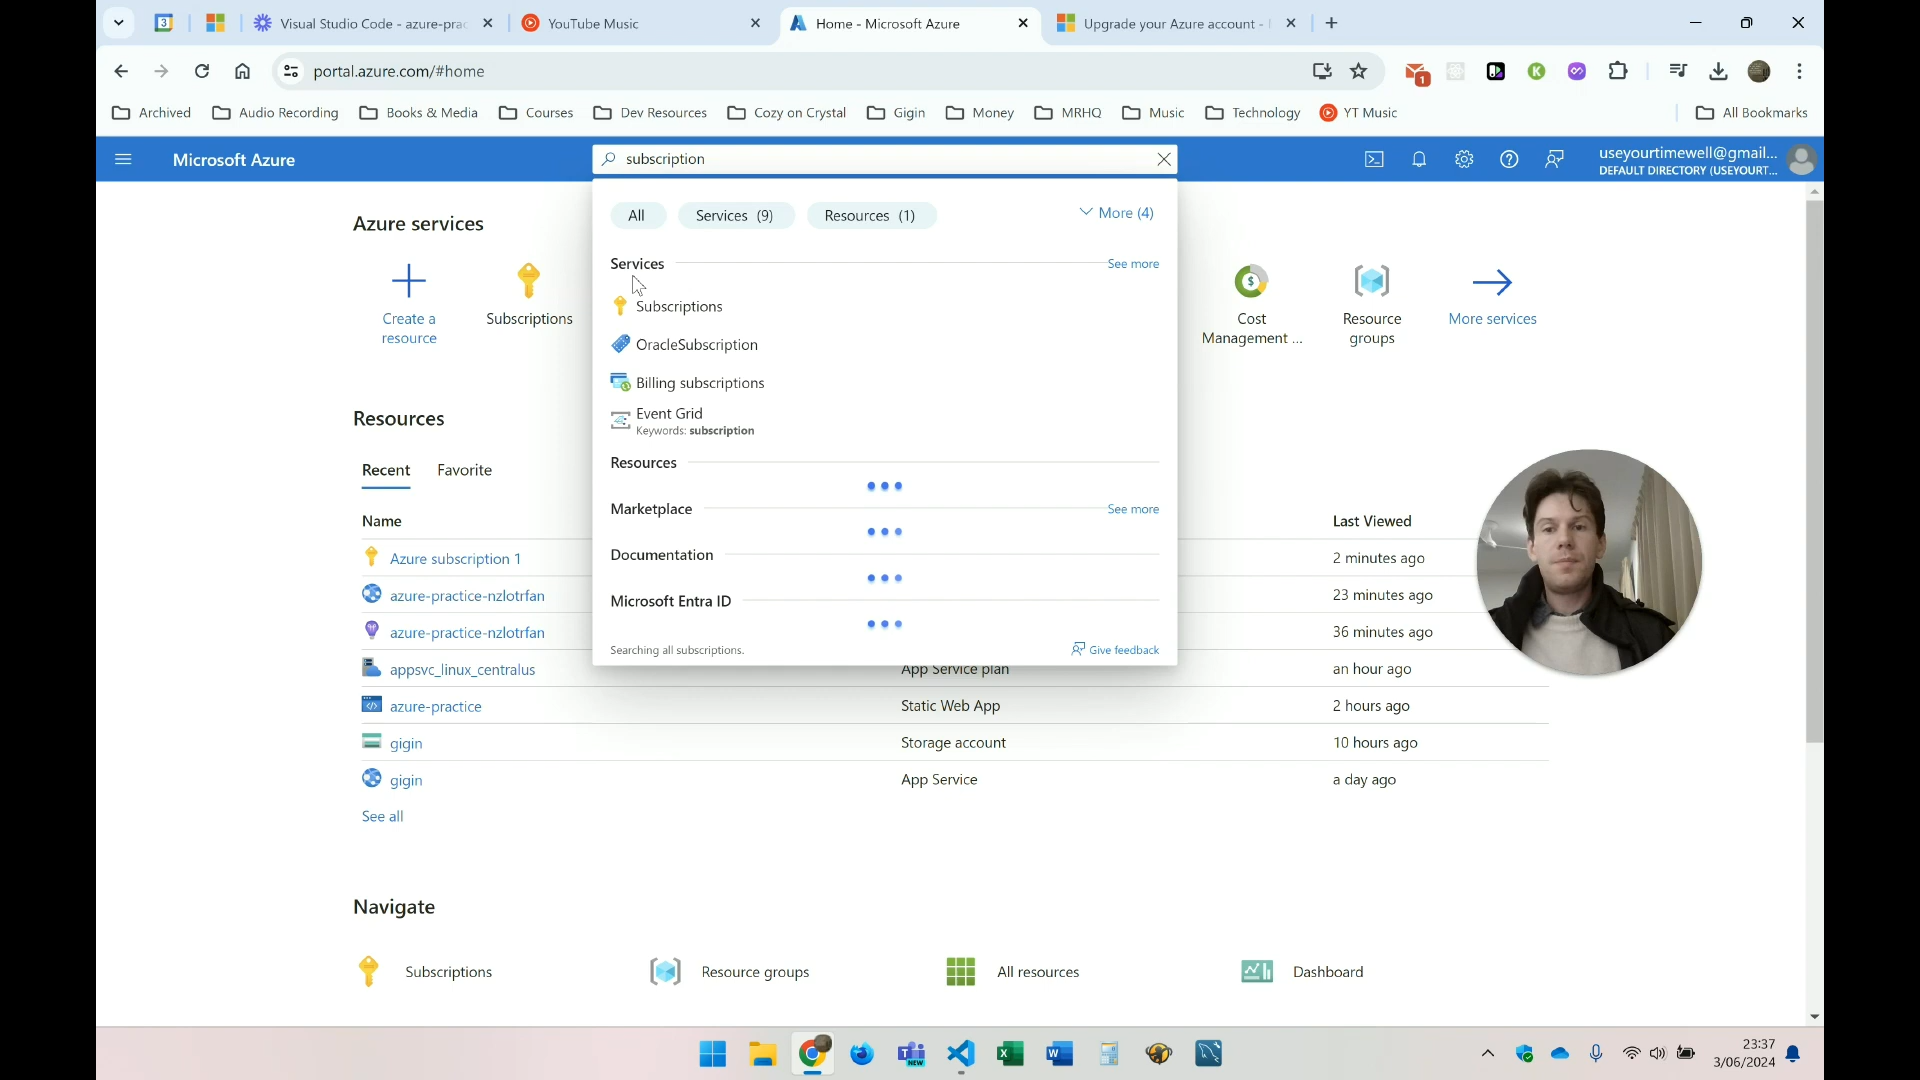 3
Visual Studio Code - azure-prac
YouTube Music
Home - Microsoft Azure
Upgrade your Azure account -
portal.azure.com/#home
1
K
Archived
Audio Recording
Books & Media
Courses
Dev Resources
Cozy on Crystal
Gigin
Money
MRHQ
Music
Technology
YT Music
All Bookmarks
Microsoft Azure
subscription
useyourtimewell@gmail...
DEFAULT DIRECTORY (USEYOURT...
Azure services
All
Services (9)
Resources (1)
More (4)
Services
See more
Subscriptions
OracleSubscription
Billing subscriptions
Event Grid
Keywords: subscription
Resources
Marketplace
See more
Documentation
Microsoft Entra ID
Searching all subscriptions.
Give feedback
Create a
resource
Subscriptions
Cost
Management ...
Resource
groups
More services
Resources
Recent
Favorite
Name
Last Viewed
Azure subscription 1
2 minutes ago
azure-practice-nzlotrfan
23 minutes ago
azure-practice-nzlotrfan
36 minutes ago
appsvc_linux_centralus
App Service plan
an hour ago
azure-practice
Static Web App
2 hours ago
gigin
Storage account
10 hours ago
gigin
App Service
a day ago
See all
Navigate
Subscriptions
Resource groups
All resources
Dashboard
NEW
23:37
3/06/2024